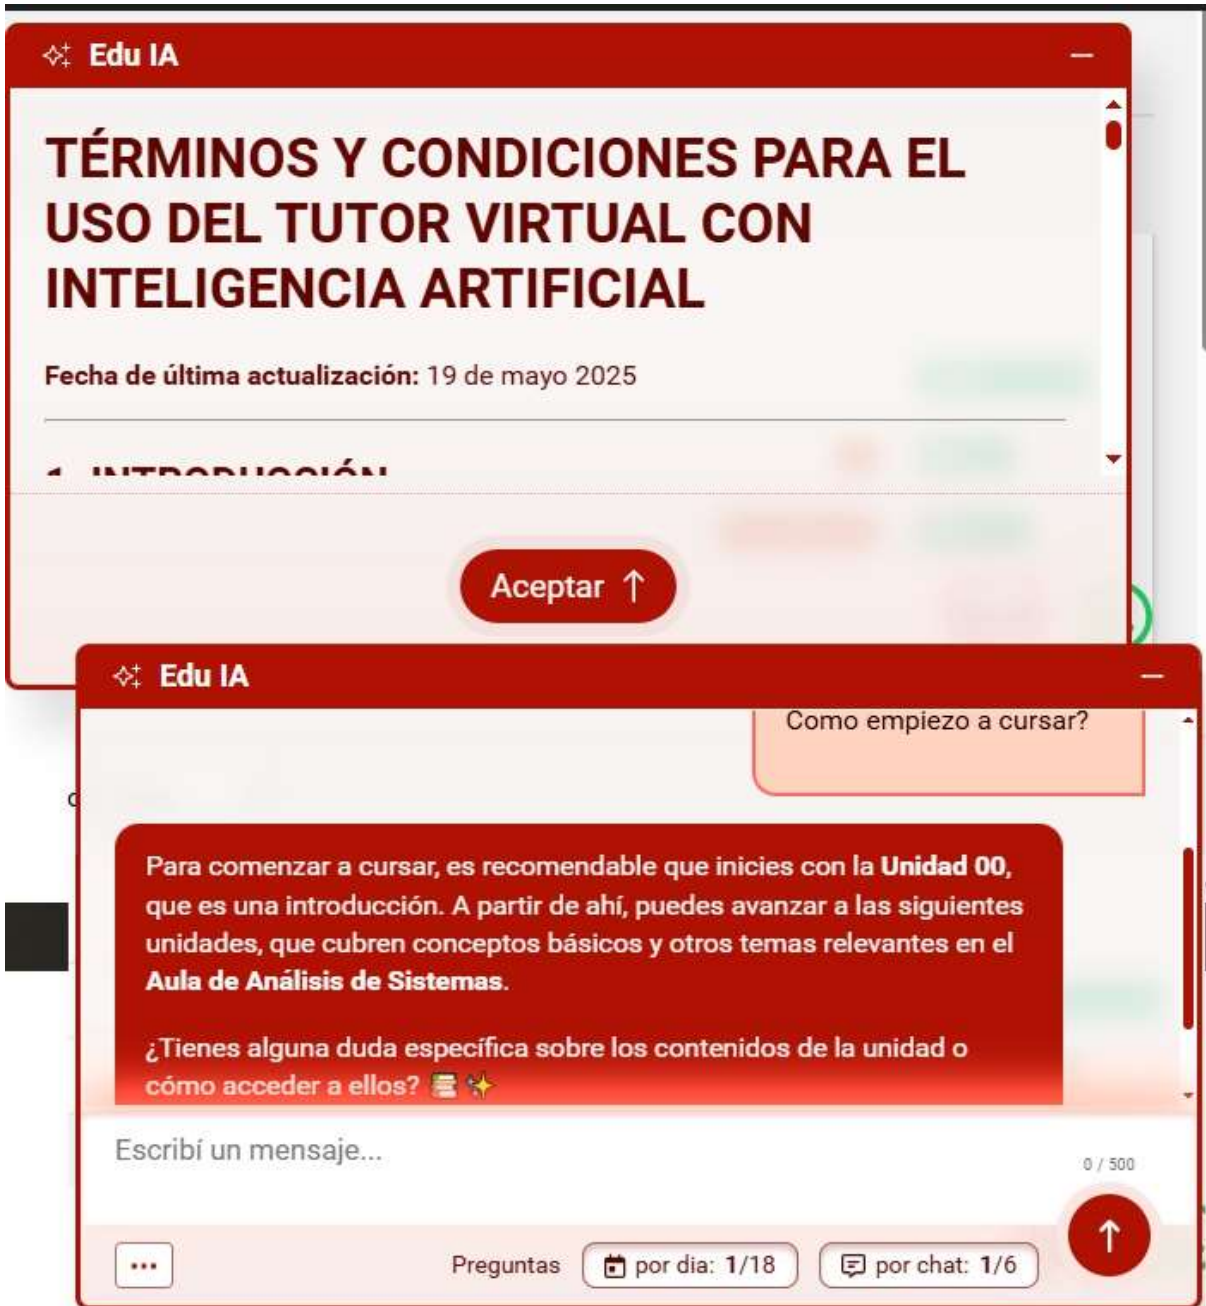 Edu IA
TÉRMINOS Y CONDICIONES PARA EL
USO DEL TUTOR VIRTUAL CON
INTELIGENCIA ARTIFICIAL
Fecha de última actualización: 19 de mayo 2025
1. INTRODUCCIÓN
Aceptar ↑
Edu IA
Como empiezo a cursar?
Para comenzar a cursar, es recomendable que inicies con la Unidad 00,
que es una introducción. A partir de ahí, puedes avanzar a las siguientes
unidades, que cubren conceptos básicos y otros temas relevantes en el
Aula de Análisis de Sistemas.
¿Tienes alguna duda específica sobre los contenidos de la unidad o
cómo acceder a ellos? 📚 ✨
Escribí un mensaje...
0 / 500
Preguntas por dia: 1/18 por chat: 1/6